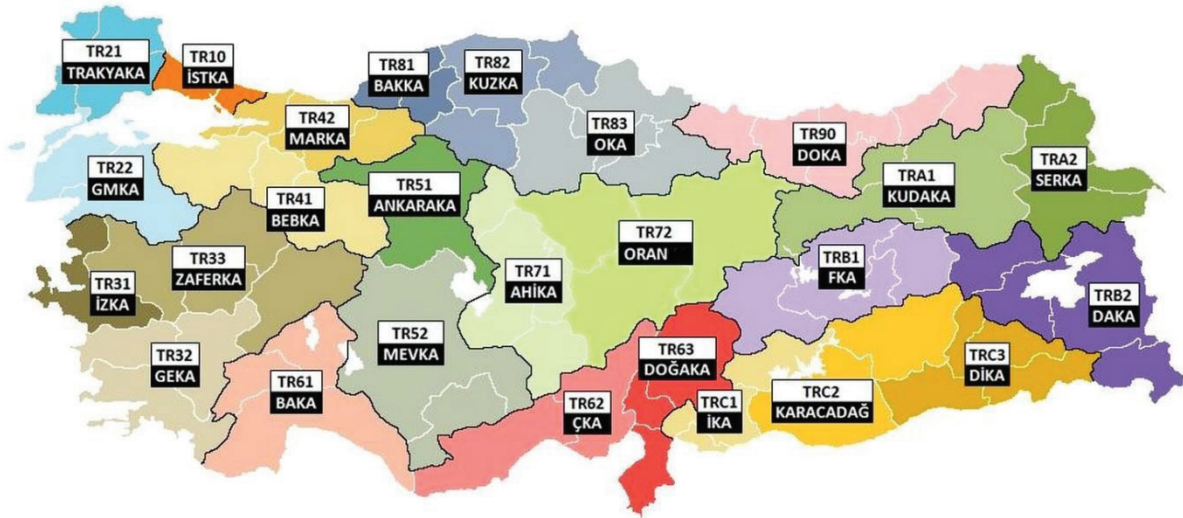 TR21
TRAKYAKA
TR10
İSTKA
TR81
BAKKA
TR82
KUZKA
TR42
MARKA
TR83
OKA
TR90
DOKA
TRA2
SERKA
TR22
GMKA
TR51
ANKARAKA
TRA1
KUDAKA
TR41
BEBKA
TR72
ORAN
TR33
ZAFERKA
TR31
İZKA
TR71
AHİKA
TRB1
FKA
TRB2
DAKA
TR52
MEVKA
TR63
DOĞAKA
TR32
GEKA
TRC3
DİKA
TR61
BAKA
TR62
ÇKA
TRC1
İKA
TRC2
KARACADAĞ